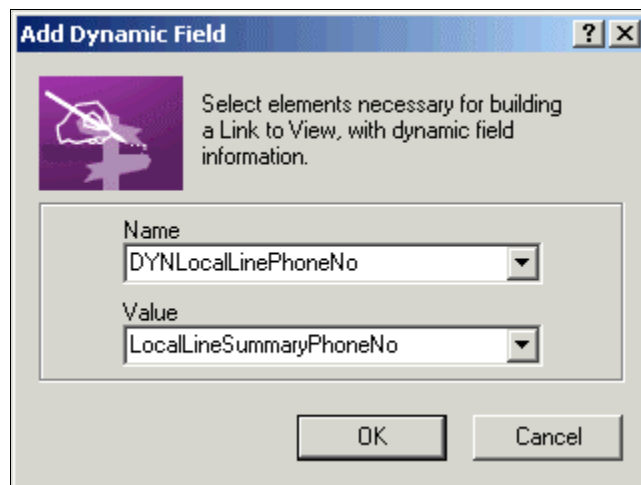 Add Dynamic Field
?
Select elements necessary for building
a Link to View, with dynamic field
information.
Name
DYNLocalLinePhoneNo
Value
LocalLineSummaryPhoneNo
OK Cancel